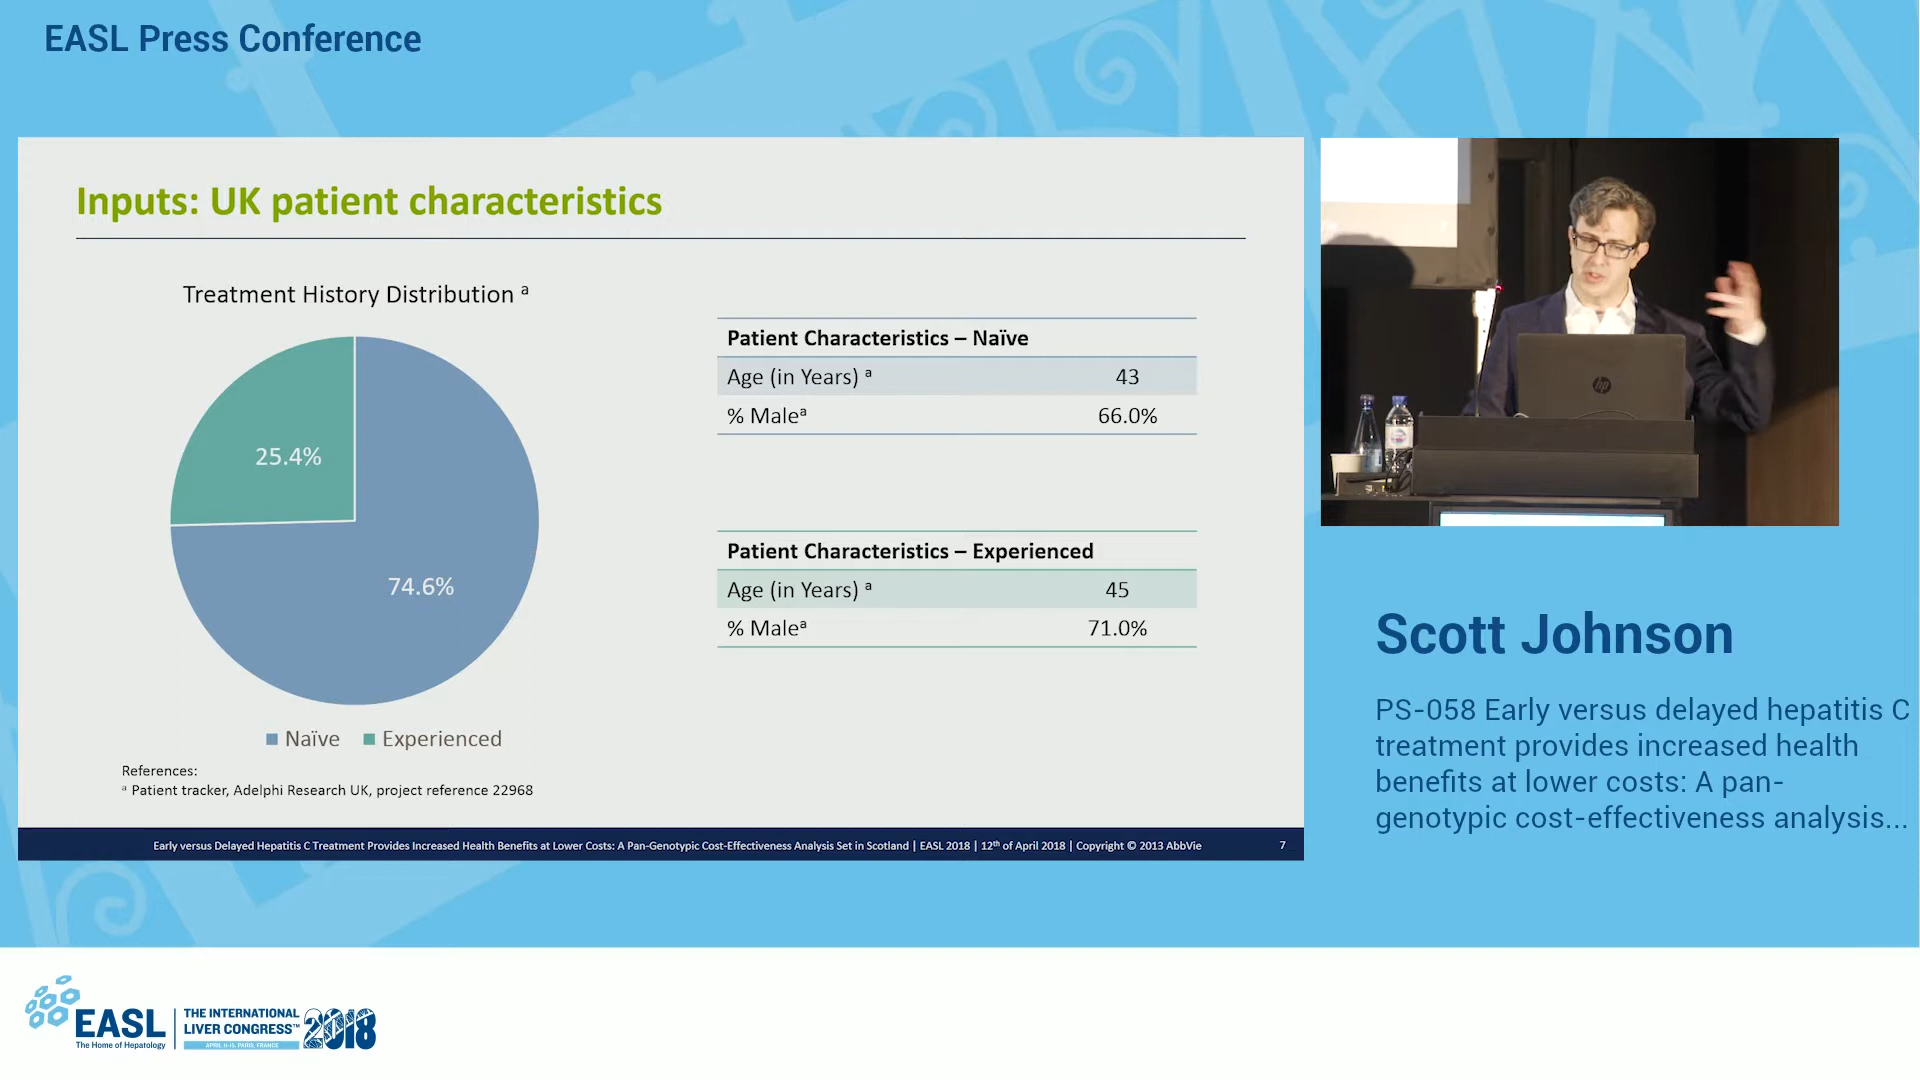 EASL Press Conference
Inputs: UK patient characteristics
Treatment History Distribution ª
25.4%
74.6%
Naïve Experienced
References:
ª Patient tracker, Adelphi Research UK, project reference 22968
Patient Characteristics – Naïve
Age (in Years) ª 43
% Maleª 66.0%
Patient Characteristics – Experienced
Age (in Years) ª 45
% Maleª 71.0%
Early versus Delayed Hepatitis C Treatment Provides Increased Health Benefits at Lower Costs: A Pan-Genotypic Cost-Effectiveness Analysis Set in Scotland | EASL 2018 | 12th of April 2018 | Copyright © 2013 AbbVie 7
hp
Scott Johnson
PS-058 Early versus delayed hepatitis C
treatment provides increased health
benefits at lower costs: A pan-
genotypic cost-effectiveness analysis...
EASL
The Home of Hepatology
THE INTERNATIONAL
LIVER CONGRESS™
2018
APRIL 11-15, PARIS, FRANCE